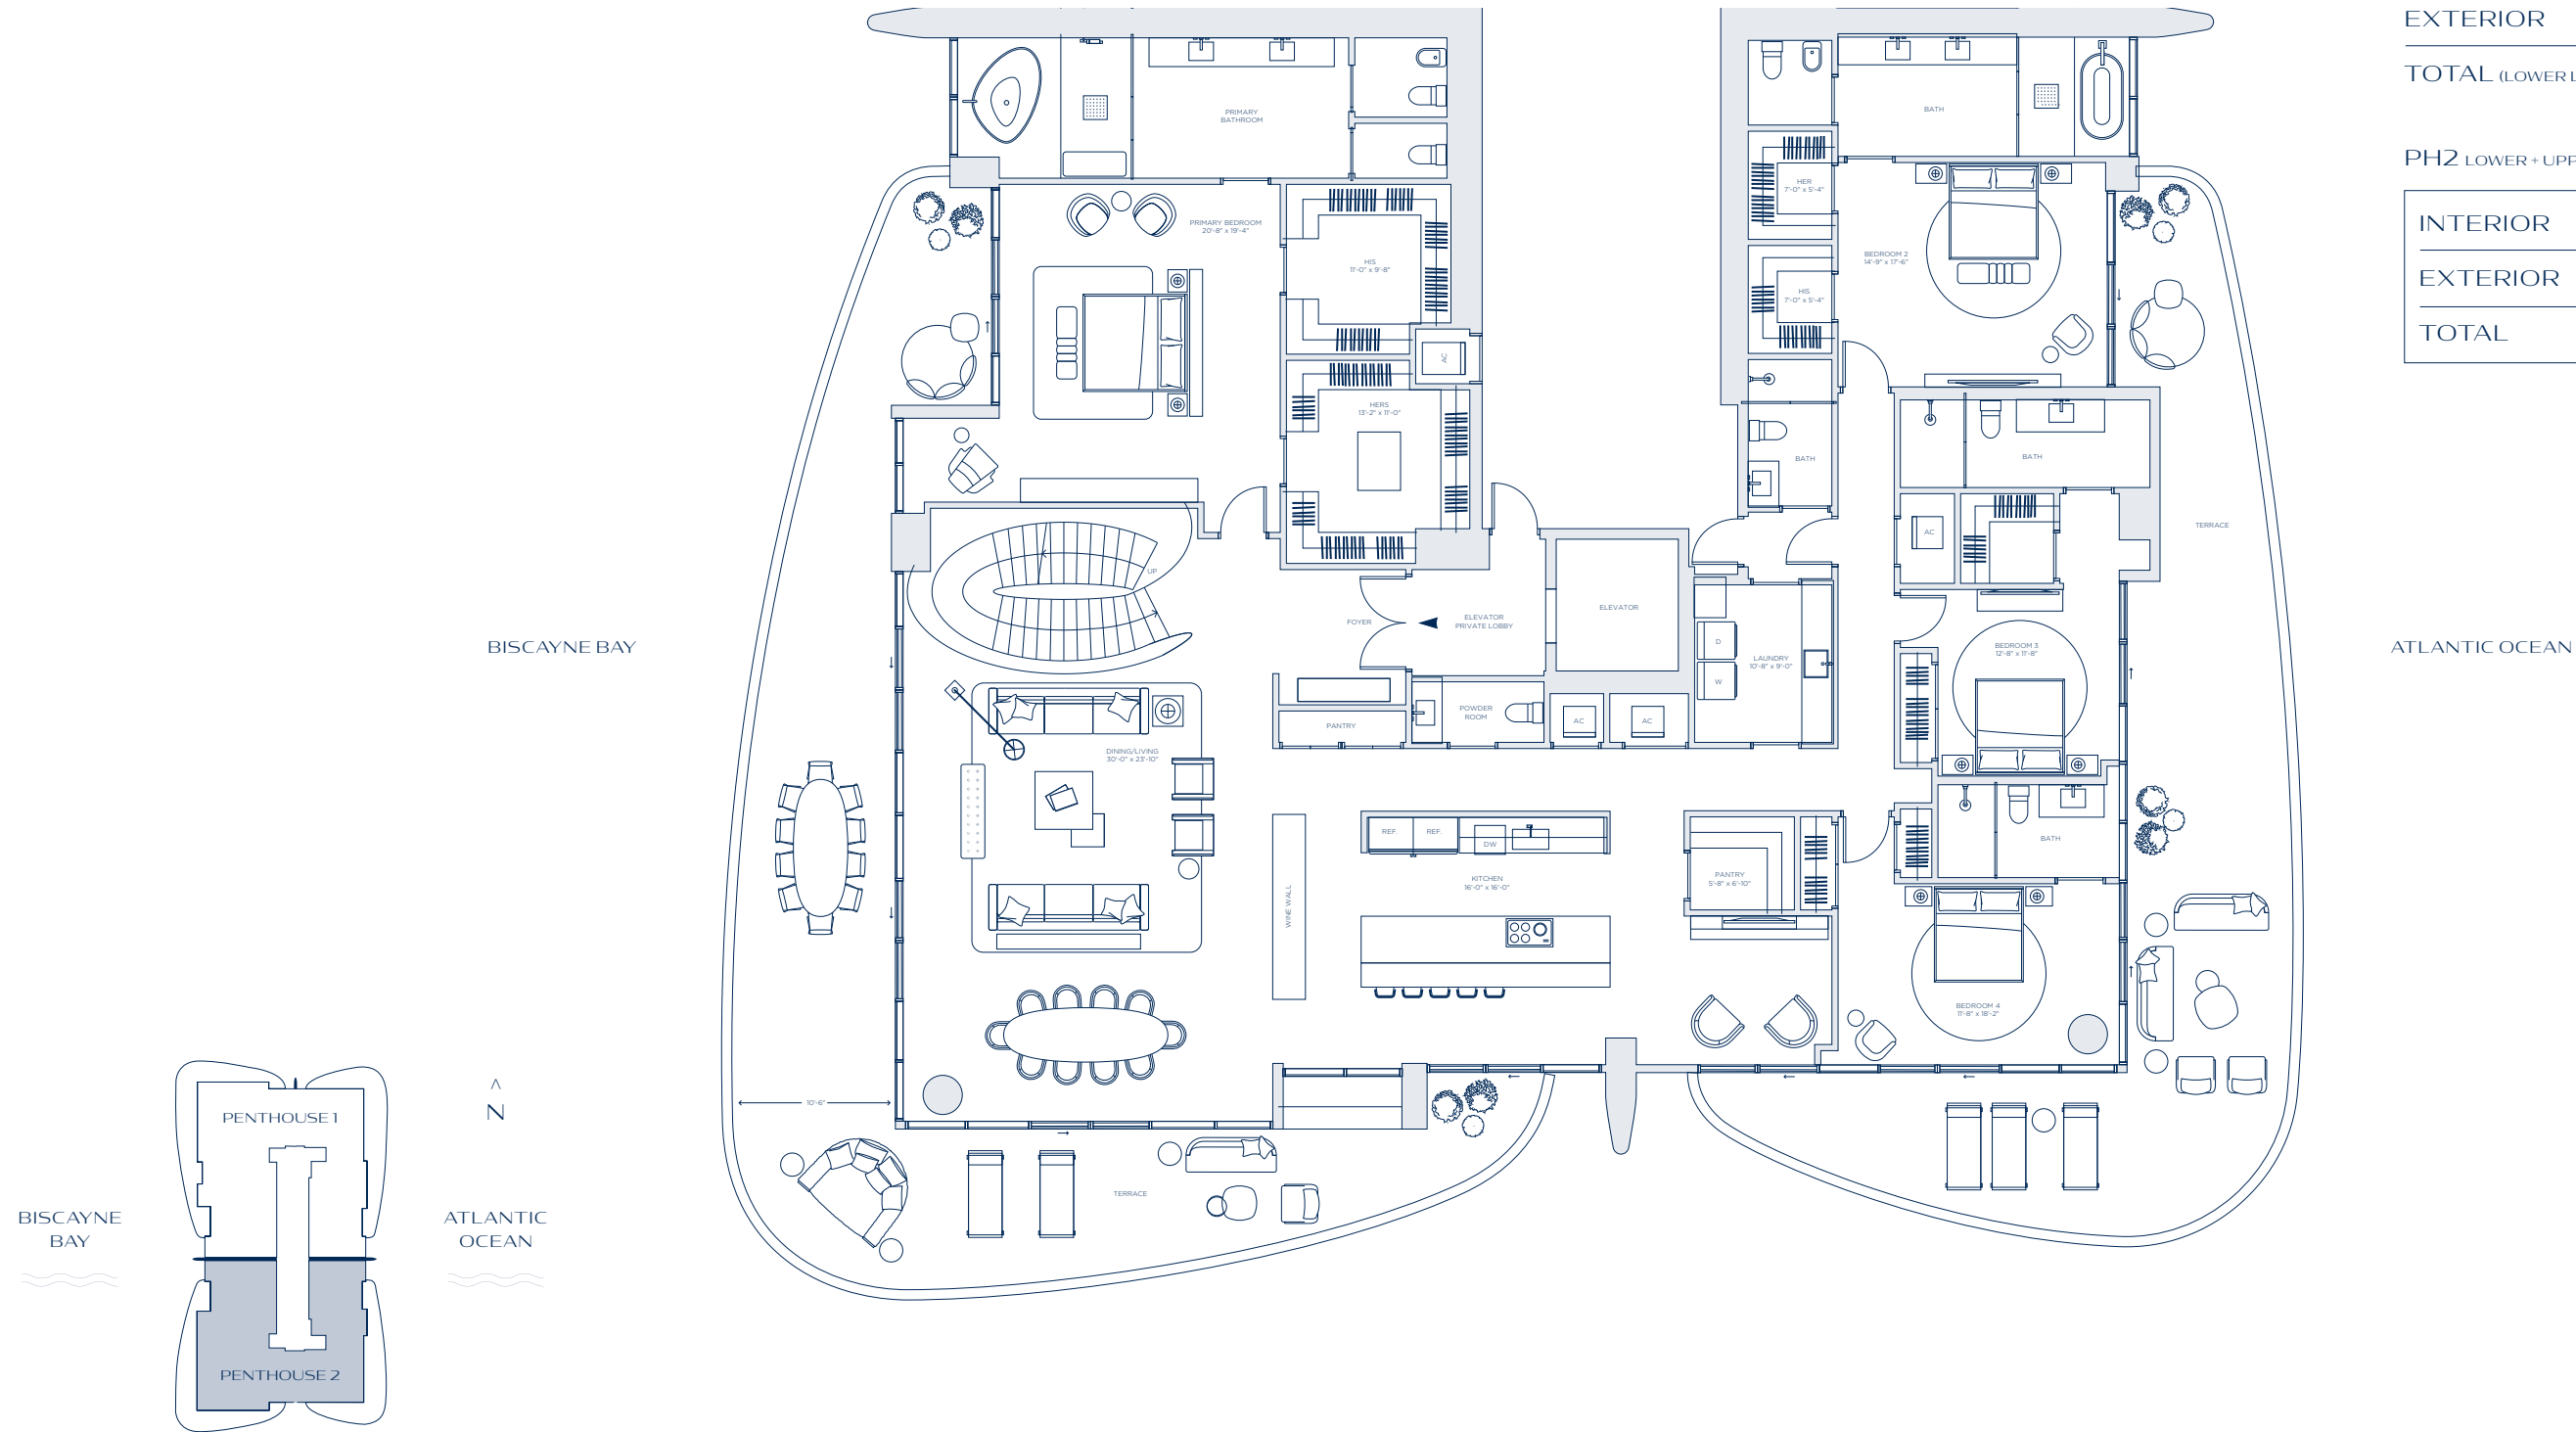 EXTERIOR
TOTAL (LOWER L
PH2 LOWER + UPP
INTERIOR
EXTERIOR
TOTAL
PRIMARY
BATHROOM
BATH
PRIMARY BEDROOM
20'-8" x 19'-4"
HIS
11'-0" x 9'-8"
AC
HERS
13'-2" x 11'-0"
HER
7'-0" x 5'-4"
HIS
7'-0" x 5'-4"
BEDROOM 2
14'-9" x 17'-6"
BATH
BATH
AC
TERRACE
UP
FOYER
ELEVATOR
PRIVATE LOBBY
ELEVATOR
D
W
LAUNDRY
10'-8" x 9'-0"
BEDROOM 3
12'-8" x 11'-8"
BISCAYNE BAY
ATLANTIC OCEAN
PANTRY
POWDER
ROOM
AC
AC
DINING/LIVING
30'-0" x 23'-10"
REF.
REF.
DW
KITCHEN
16'-0" x 16'-0"
WINE WALL
PANTRY
5'-8" x 6'-10"
BATH
BEDROOM 4
11'-8" x 18'-2"
10'-6"
TERRACE
PENTHOUSE 1
N
BISCAYNE
BAY
ATLANTIC
OCEAN
PENTHOUSE 2